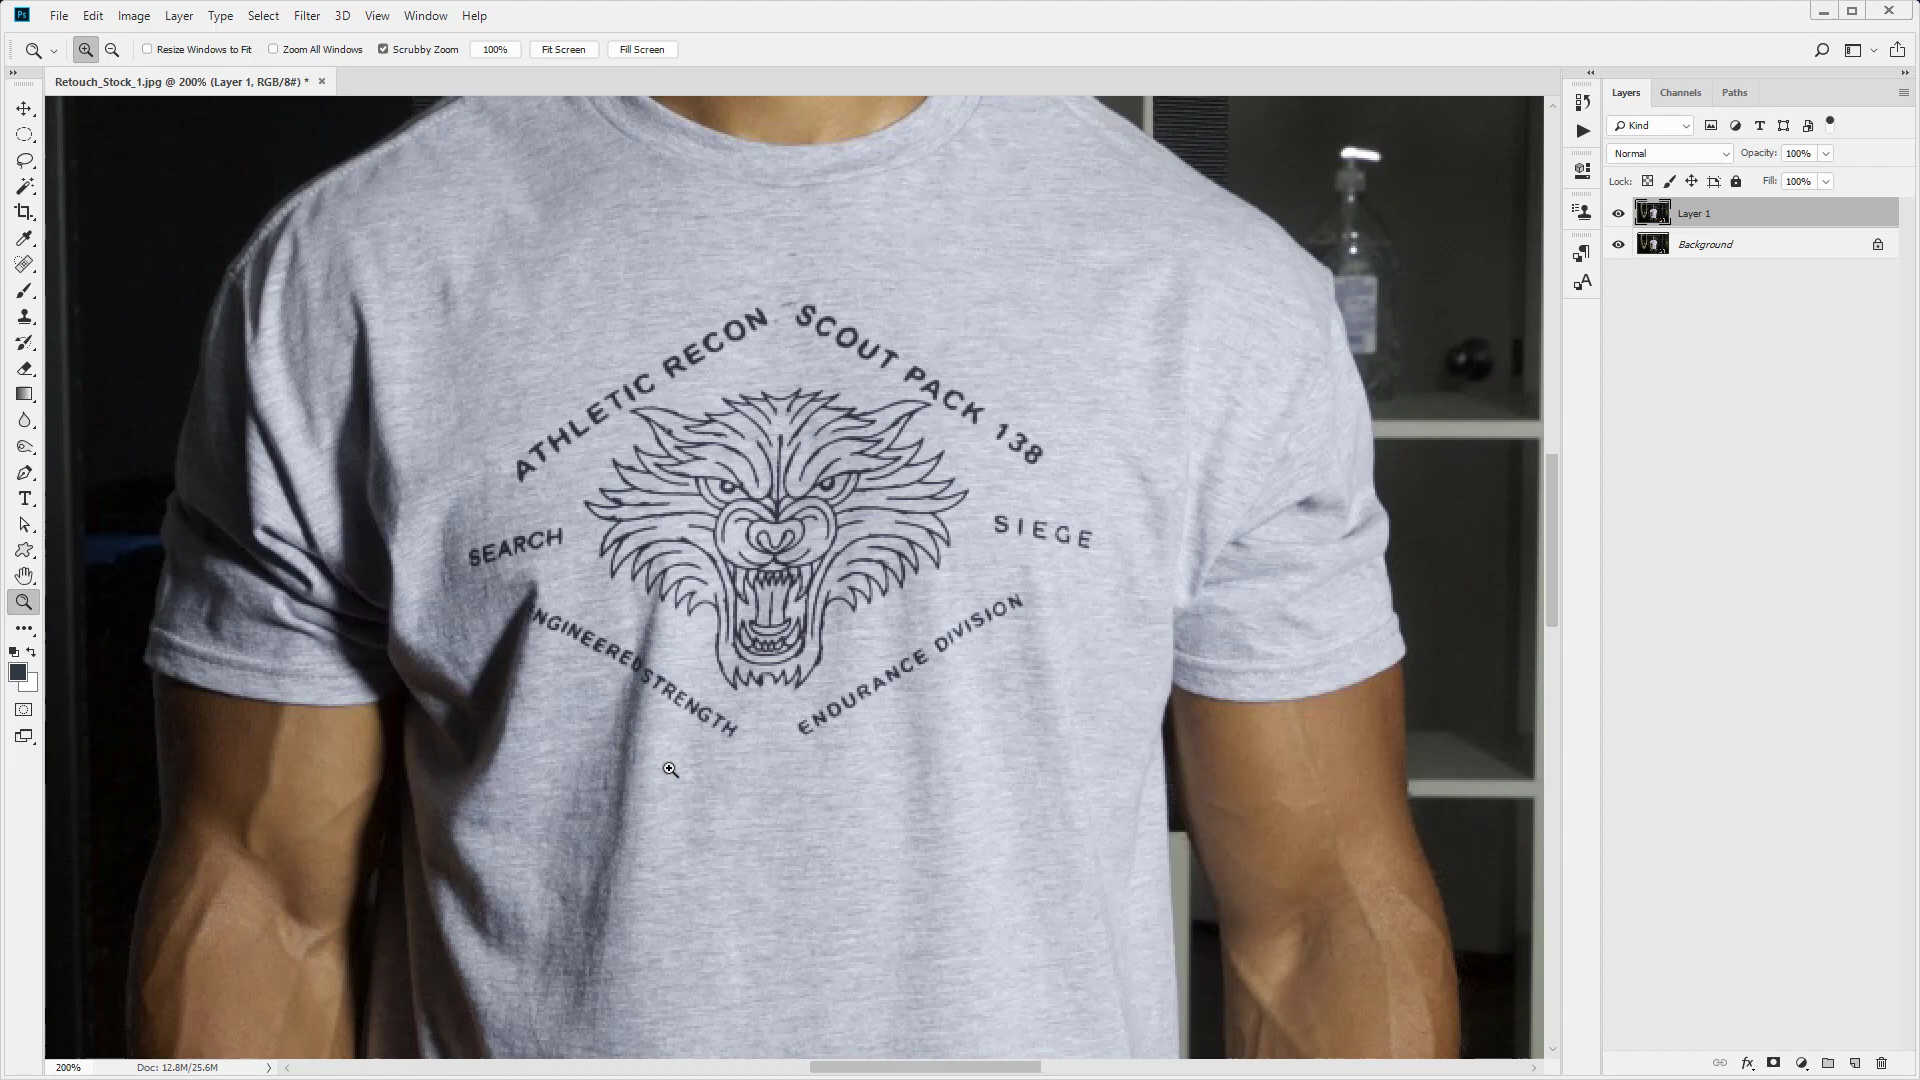 Ps File Edit Image Layer Type Select Filter 3D View Window Help
Resize Windows to Fit Zoom All Windows Scrubby Zoom 100% Fit Screen Fill Screen
Retouch_Stock_1.jpg @ 200% (Layer 1, RGB/8#) *
Layers Channels Paths
Kind
Normal Opacity: 100%
Lock: Fill: 100%
Layer 1
Background
ATHLETIC RECON SCOUT PACK 138
SEARCH SIEGE
NGINEERED STRENGTH ENDURANCE DIVISION
200% Doc: 12.8M/25.6M